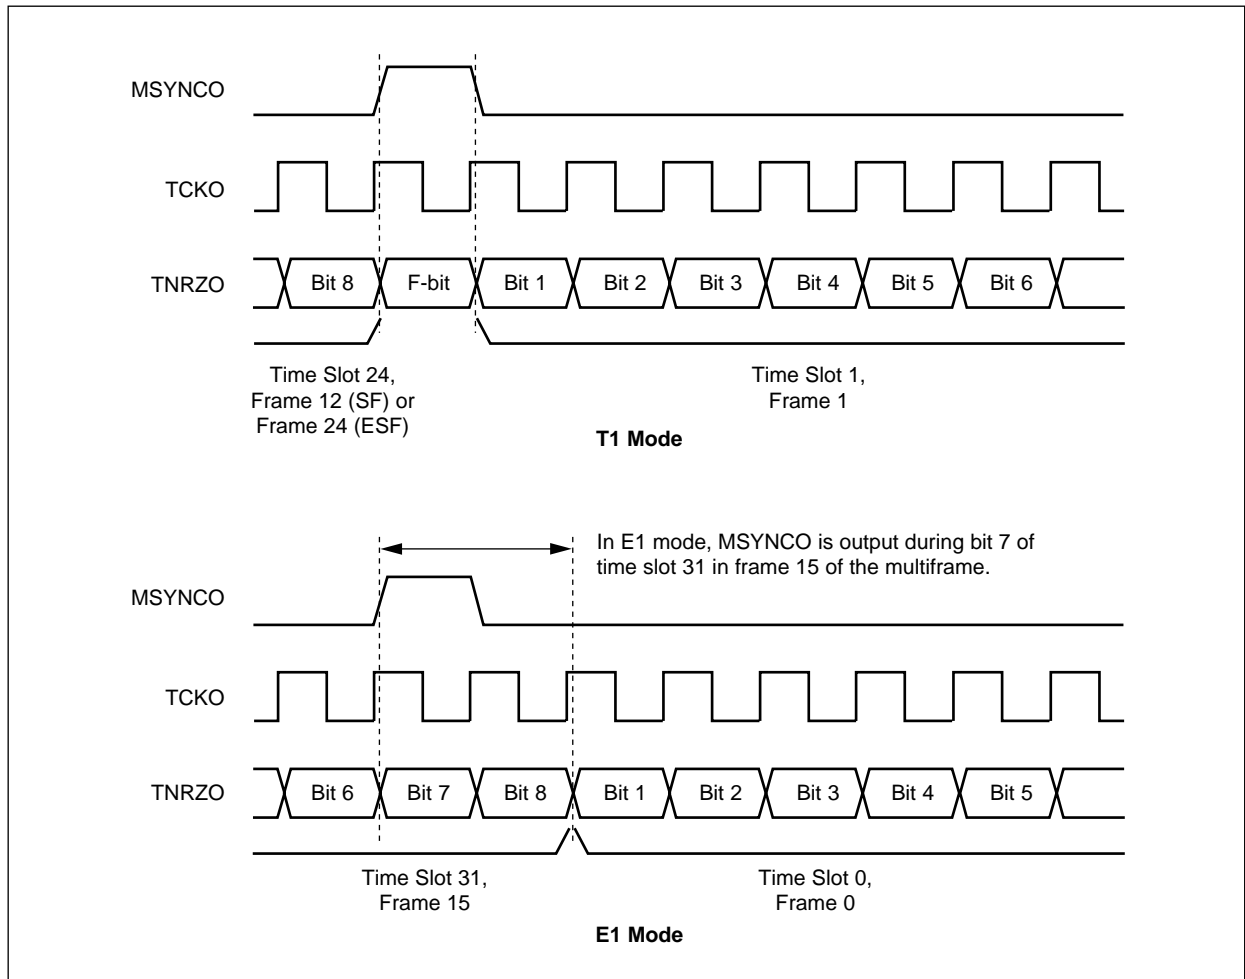 MSYNCO
TCKO
TNRZO
Bit 8 F-bit Bit 1 Bit 2 Bit 3 Bit 4 Bit 5 Bit 6
Time Slot 24,
Frame 12 (SF) or
Frame 24 (ESF)
Time Slot 1,
Frame 1
T1 Mode
In E1 mode, MSYNCO is output during bit 7 of
time slot 31 in frame 15 of the multiframe.
MSYNCO
TCKO
TNRZO
Bit 6 Bit 7 Bit 8 Bit 1 Bit 2 Bit 3 Bit 4 Bit 5
Time Slot 31,
Frame 15
Time Slot 0,
Frame 0
E1 Mode